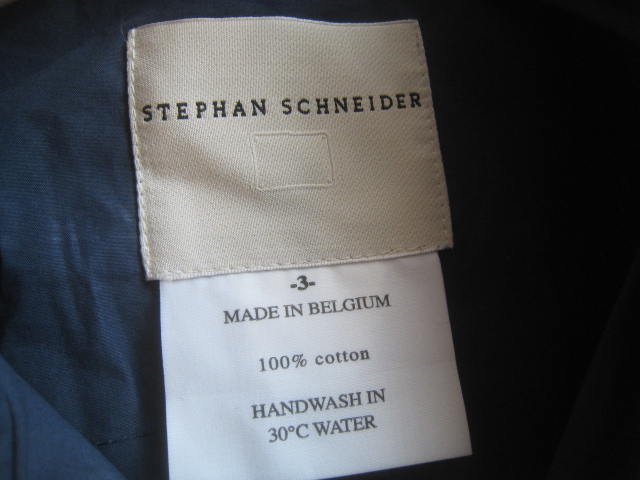 STEPHAN SCHNEIDER
-3-
MADE IN BELGIUM
100% cotton
HANDWASH IN
30°C WATER